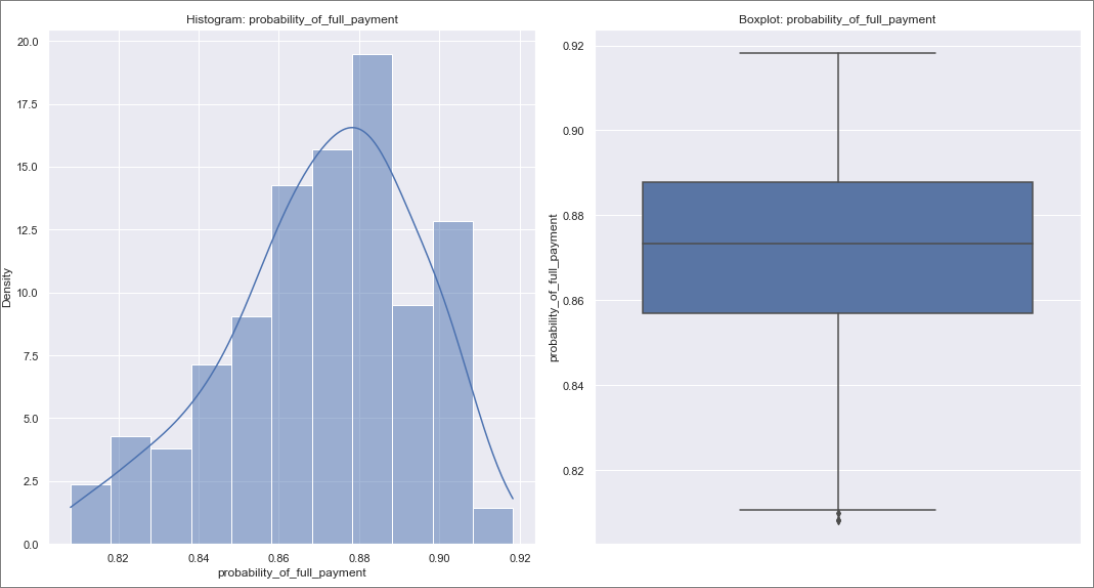 Histogram: probability_of_full_payment
20.0
17.5
15.0
12.5
10.0
7.5
5.0
2.5
0.0
Density
0.82 0.84 0.86 0.88 0.90 0.92
probability_of_full_payment
Boxplot: probability_of_full_payment
0.92
0.90
0.88
0.86
0.84
0.82
probability_of_full_payment